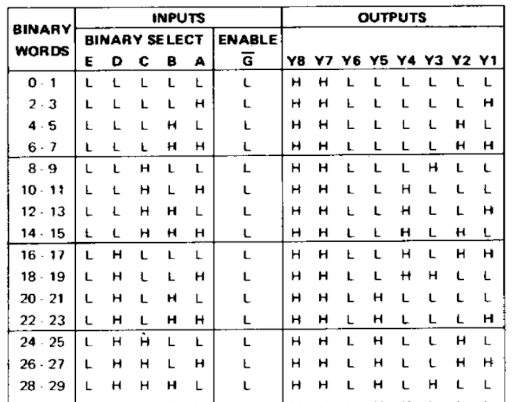 BINARY WORDS INPUTS OUTPUTS
BINARY SELECT ENABLE
E D C B A G Y8 Y7 Y6 Y5 Y4 Y3 Y2 Y1
0 - 1 L L L L L L H H L L L L L L
2 - 3 L L L L H L H H L L L L L H
4 - 5 L L L H L L H H L L L L H L
6 - 7 L L L H H L H H L L L L H H
8 - 9 L L H L L L H H L L L H L L
10 - 11 L L H L H L H H L L H L L L
12 - 13 L L H H L L H H L L H L L H
14 - 15 L L H H H L H H L L H L H L
16 - 17 L H L L L L H H L L H L H H
18 - 19 L H L L H L H H L L H H L L
20 - 21 L H L H L L H H L H L L L L
22 - 23 L H L H H L H H L H L L L H
24 - 25 L H H L L L H H L H L L H L
26 - 27 L H H L H L H H L H L L H H
28 - 29 L H H H L L H H L H L H L L